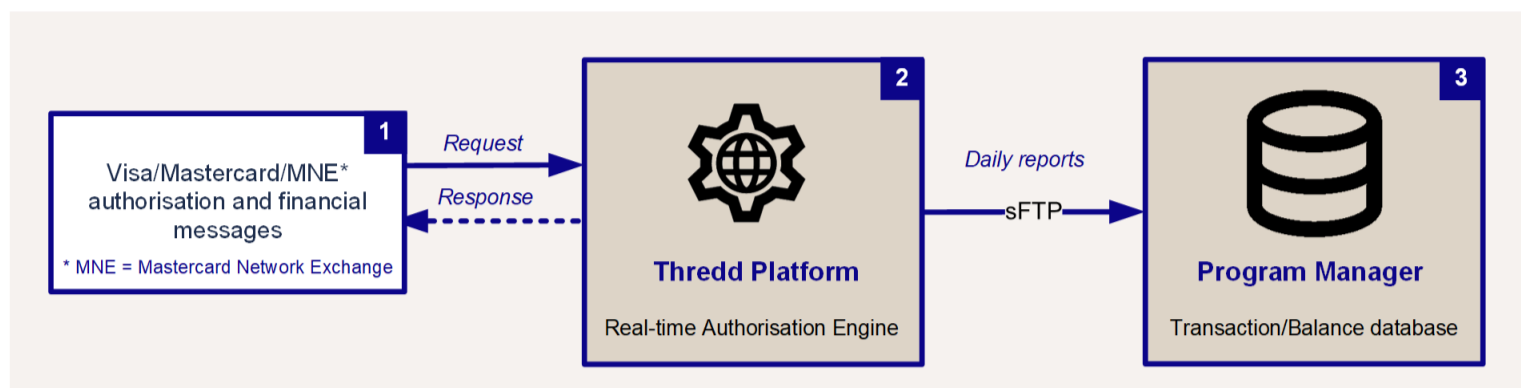 1
Visa/Mastercard/MNE*
authorisation and financial
messages
* MNE = Mastercard Network Exchange
Request
Response
2
Thredd Platform
Real-time Authorisation Engine
Daily reports
sFTP
3
Program Manager
Transaction/Balance database